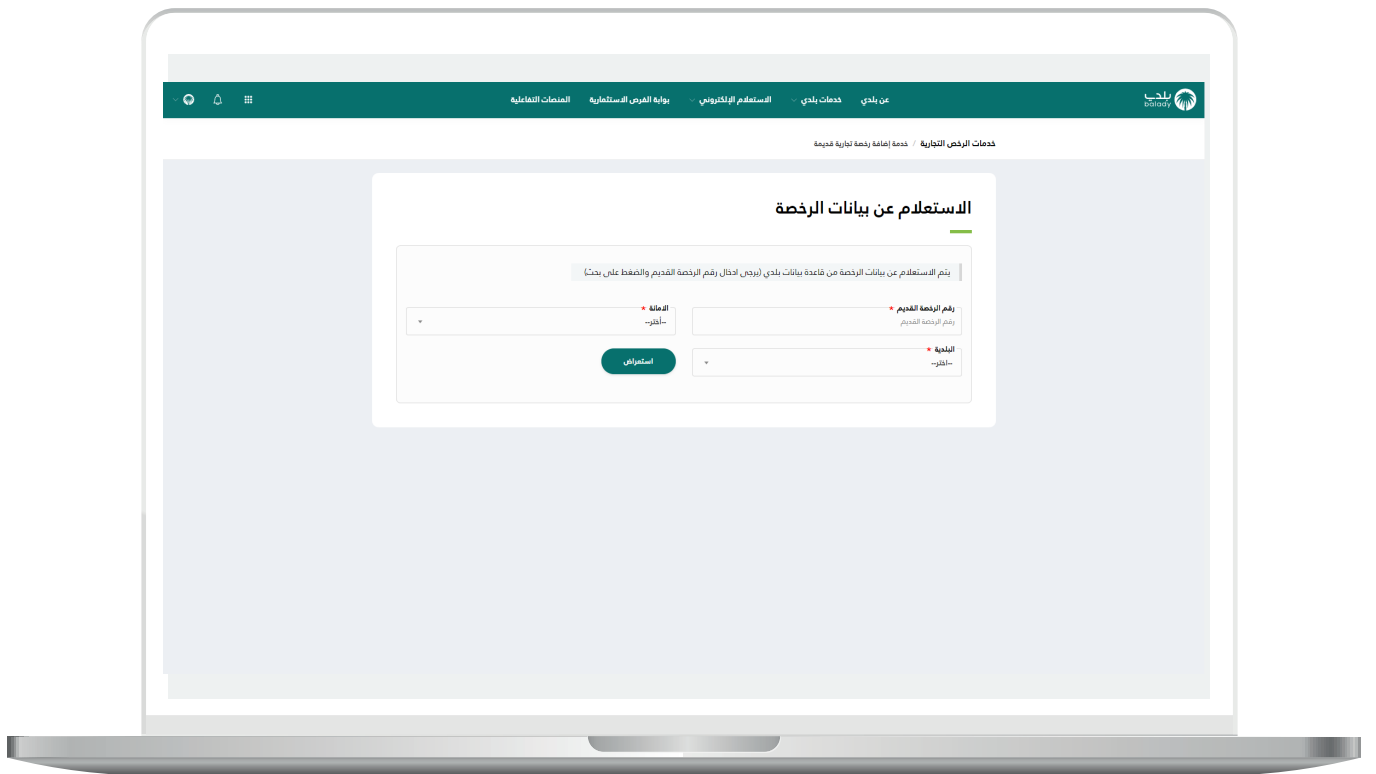 بلدي
balady
عن بلدي خدمات بلدي الاستعلام الإلكتروني بوابة الفرص الاستثمارية المنصات التفاعلية
خدمات الرخص التجارية / خدمة إضافة رخصة تجارية قديمة
الاستعلام عن بيانات الرخصة
يتم الاستعلام عن بيانات الرخصة من قاعدة بيانات بلدي (يرجى ادخال رقم الرخصة القديم والضغط على بحث)
رقم الرخصة القديم * الامانة *
رقم الرخصة القديم --أختر--
البلدية *
--اختر-- استعراض